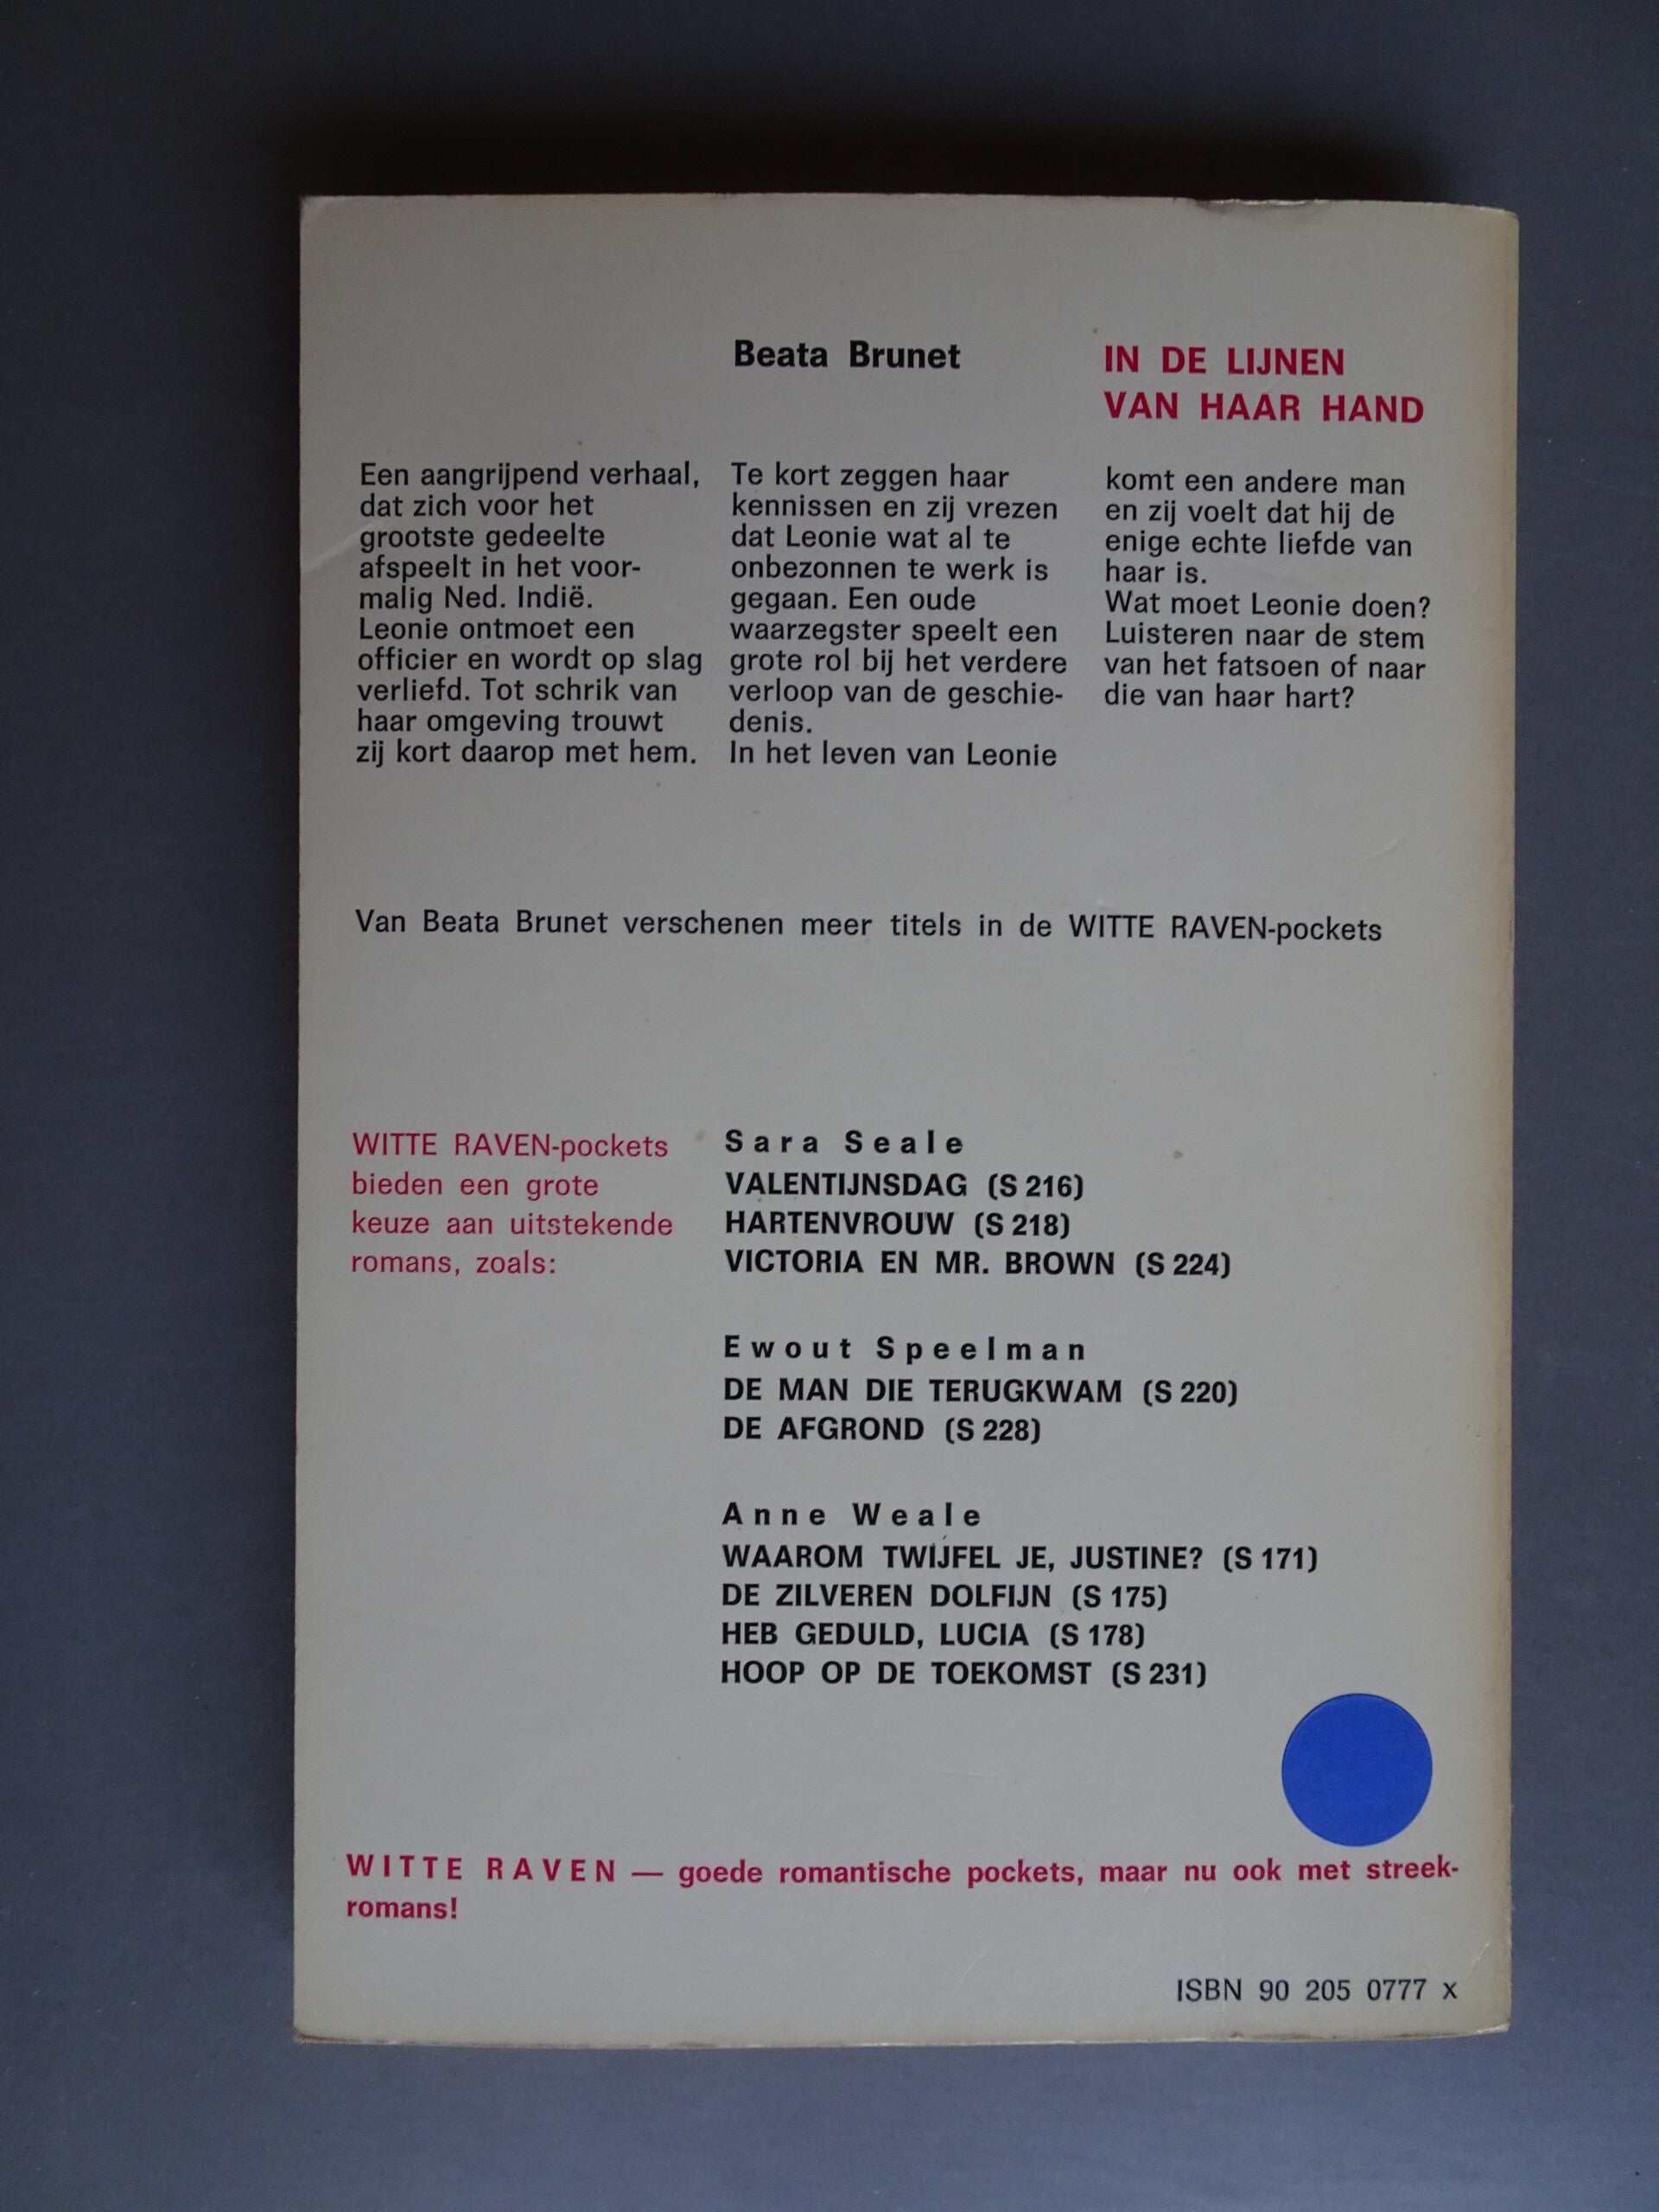 Beata Brunet
IN DE LIJNEN
VAN HAAR HAND
Een aangrijpend verhaal,
dat zich voor het
grootste gedeelte
afspeelt in het voor-
malig Ned. Indië.
Leonie ontmoet een
officier en wordt op slag
verliefd. Tot schrik van
haar omgeving trouwt
zij kort daarop met hem.
Te kort zeggen haar
kennissen en zij vrezen
dat Leonie wat al te
onbezonnen te werk is
gegaan. Een oude
waarzegster speelt een
grote rol bij het verdere
verloop van de geschie-
denis.
In het leven van Leonie
komt een andere man
en zij voelt dat hij de
enige echte liefde van
haar is.
Wat moet Leonie doen?
Luisteren naar de stem
van het fatsoen of naar
die van haar hart?
Van Beata Brunet verschenen meer titels in de WITTE RAVEN-pockets
WITTE RAVEN-pockets
bieden een grote
keuze aan uitstekende
romans, zoals:
Sara Seale
VALENTIJNSDAG (S 216)
HARTENVROUW (S 218)
VICTORIA EN MR. BROWN (S 224)
Ewout Speelman
DE MAN DIE TERUGKWAM (S 220)
DE AFGROND (S 228)
Anne Weale
WAAROM TWIJFEL JE, JUSTINE? (S 171)
DE ZILVEREN DOLFIJN (S 175)
HEB GEDULD, LUCIA (S 178)
HOOP OP DE TOEKOMST (S 231)
WITTE RAVEN — goede romantische pockets, maar nu ook met streek-
romans!
ISBN 90 205 0777 x